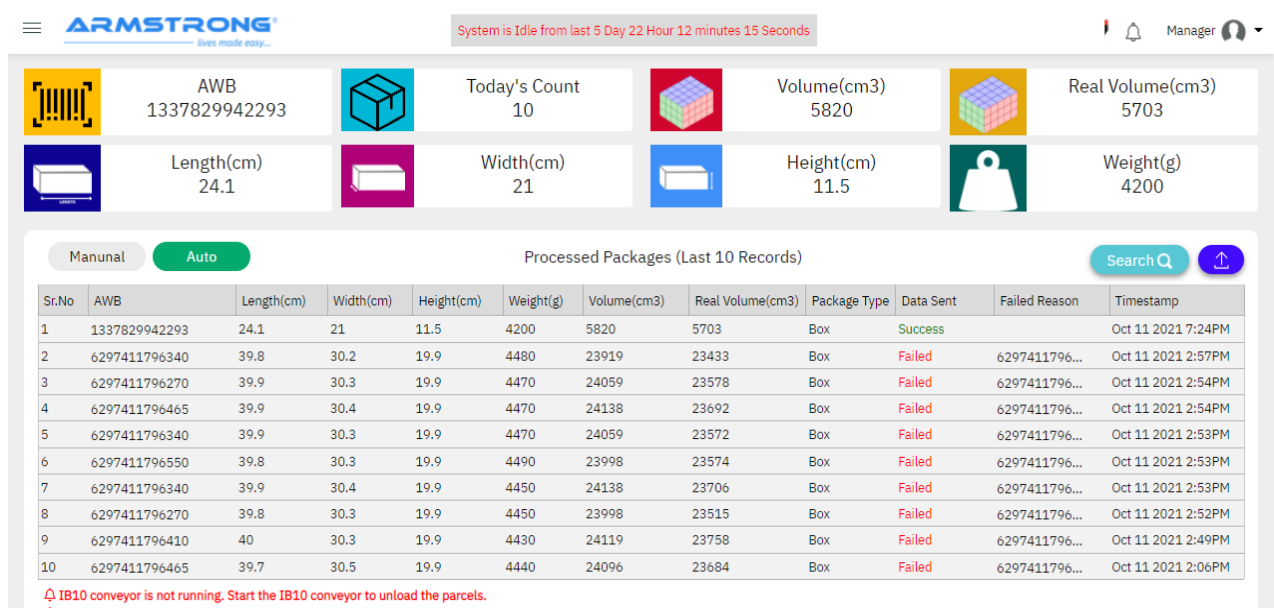 ARMSTRONG
lives made easy...
System is Idle from last 5 Day 22 Hour 12 minutes 15 Seconds
Manager
AWB
1337829942293
Today's Count
10
Volume(cm3)
5820
Real Volume(cm3)
5703
Length(cm)
24.1
Width(cm)
21
Height(cm)
11.5
Weight(g)
4200
LENGTH
Manunal Auto Processed Packages (Last 10 Records) Search
Sr.No AWB Length(cm) Width(cm) Height(cm) Weight(g) Volume(cm3) Real Volume(cm3) Package Type Data Sent Failed Reason Timestamp
1 1337829942293 24.1 21 11.5 4200 5820 5703 Box Success Oct 11 2021 7:24PM
2 6297411796340 39.8 30.2 19.9 4480 23919 23433 Box Failed 6297411796... Oct 11 2021 2:57PM
3 6297411796270 39.9 30.3 19.9 4470 24059 23578 Box Failed 6297411796... Oct 11 2021 2:54PM
4 6297411796465 39.9 30.4 19.9 4470 24138 23692 Box Failed 6297411796... Oct 11 2021 2:54PM
5 6297411796340 39.9 30.3 19.9 4470 24059 23572 Box Failed 6297411796... Oct 11 2021 2:53PM
6 6297411796550 39.8 30.3 19.9 4490 23998 23574 Box Failed 6297411796... Oct 11 2021 2:53PM
7 6297411796340 39.9 30.4 19.9 4450 24138 23706 Box Failed 6297411796... Oct 11 2021 2:53PM
8 6297411796270 39.8 30.3 19.9 4450 23998 23515 Box Failed 6297411796... Oct 11 2021 2:52PM
9 6297411796410 40 30.3 19.9 4430 24119 23758 Box Failed 6297411796... Oct 11 2021 2:49PM
10 6297411796465 39.7 30.5 19.9 4440 24096 23684 Box Failed 6297411796... Oct 11 2021 2:06PM
IB10 conveyor is not running. Start the IB10 conveyor to unload the parcels.